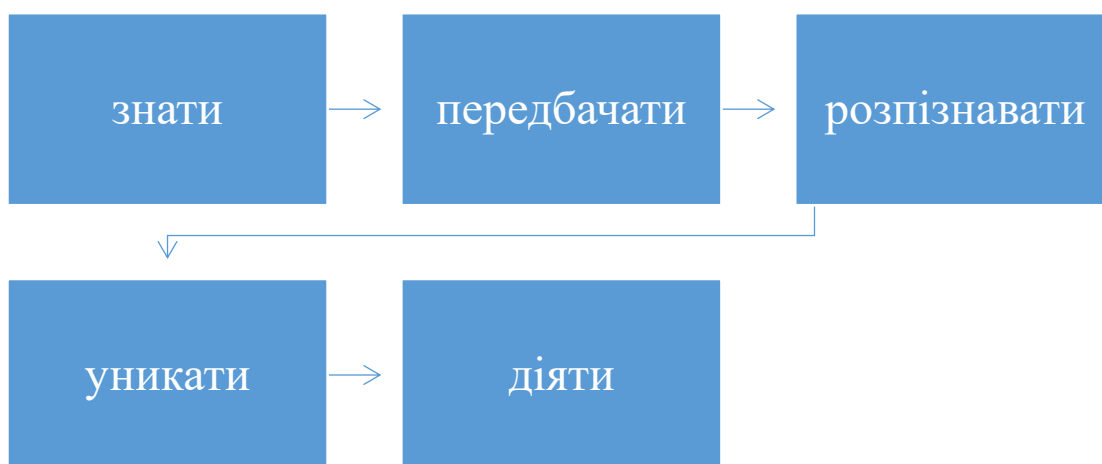 знати
передбачати
розпізнавати
уникати
діяти